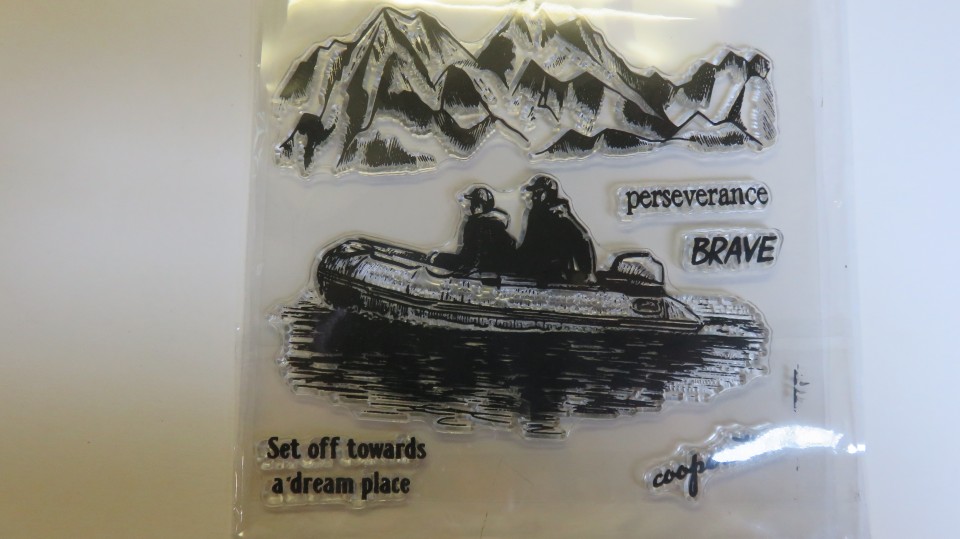 perseverance
BRAVE
Set off towards
a dream place